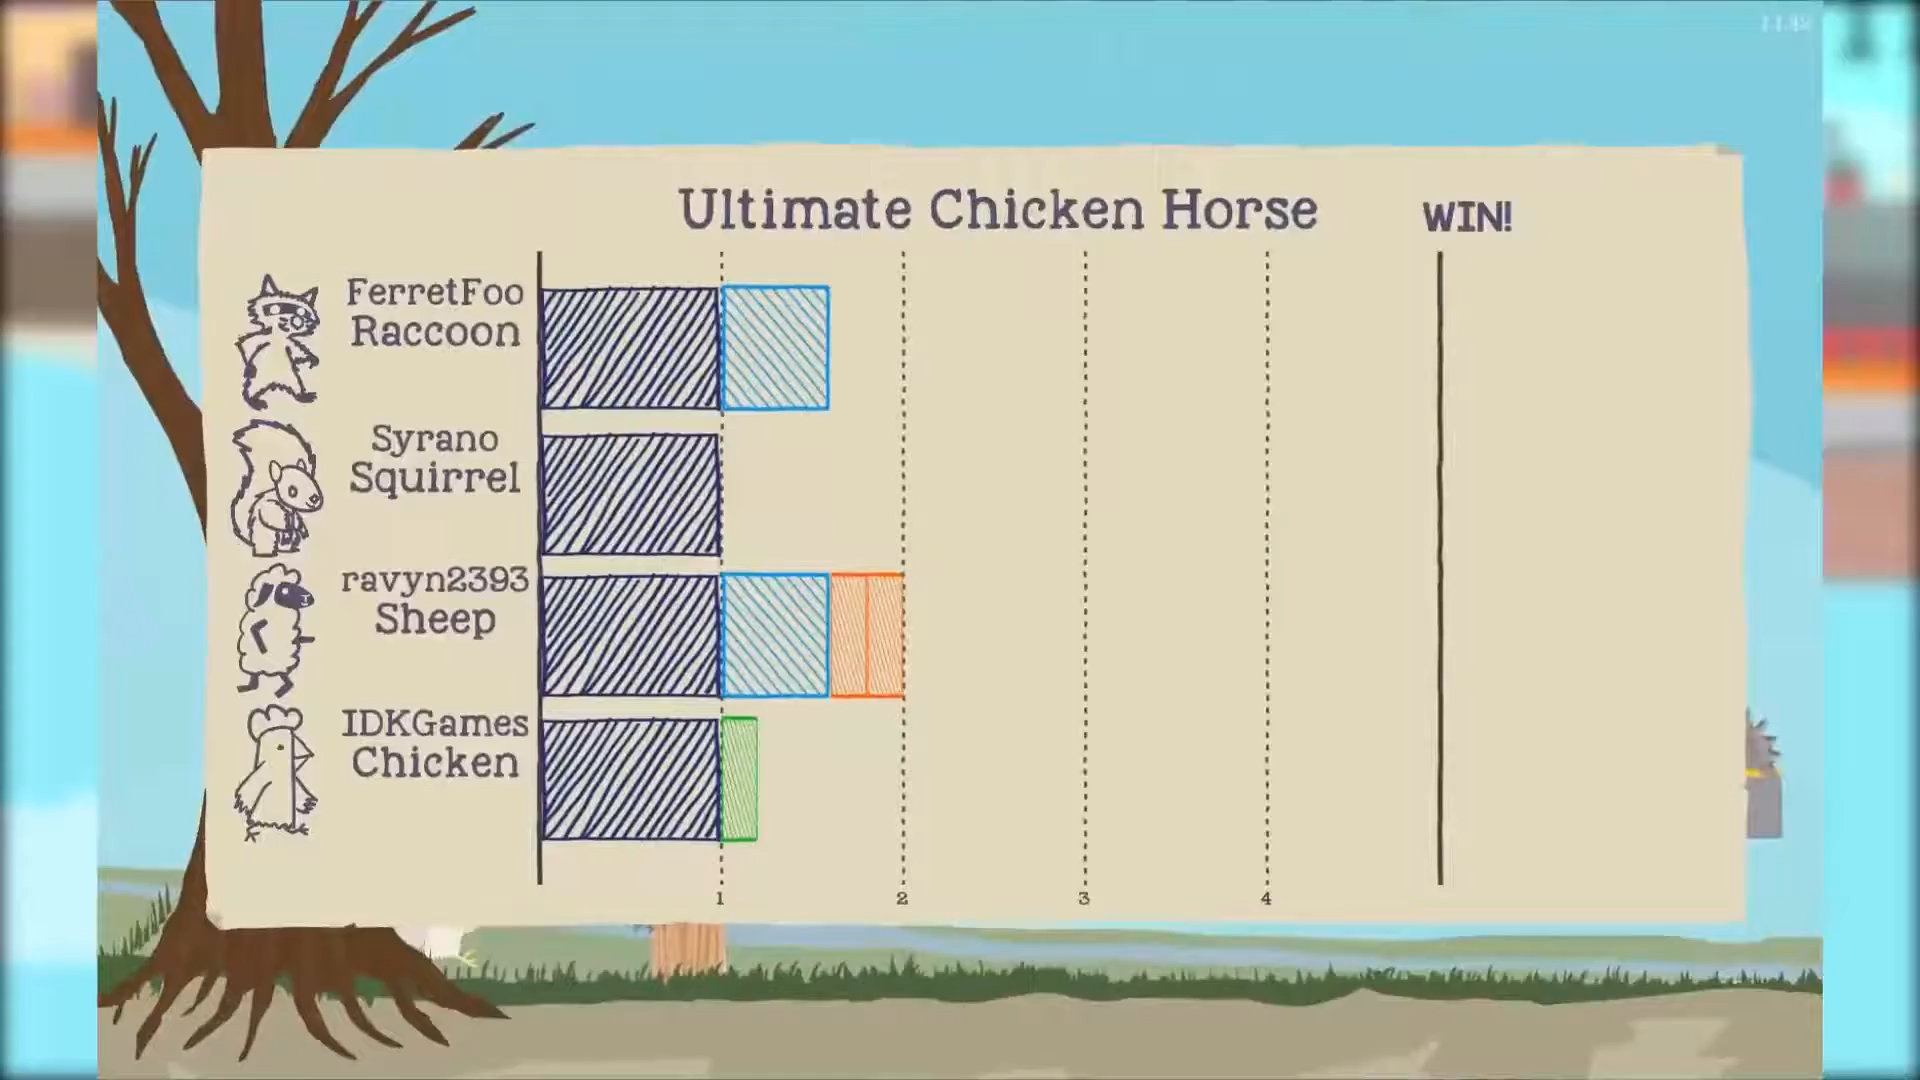 Ultimate Chicken Horse
WIN!
FerretFoo
Raccoon
Syrano
Squirrel
ravyn2393
Sheep
IDKGames
Chicken
1
2
3
4